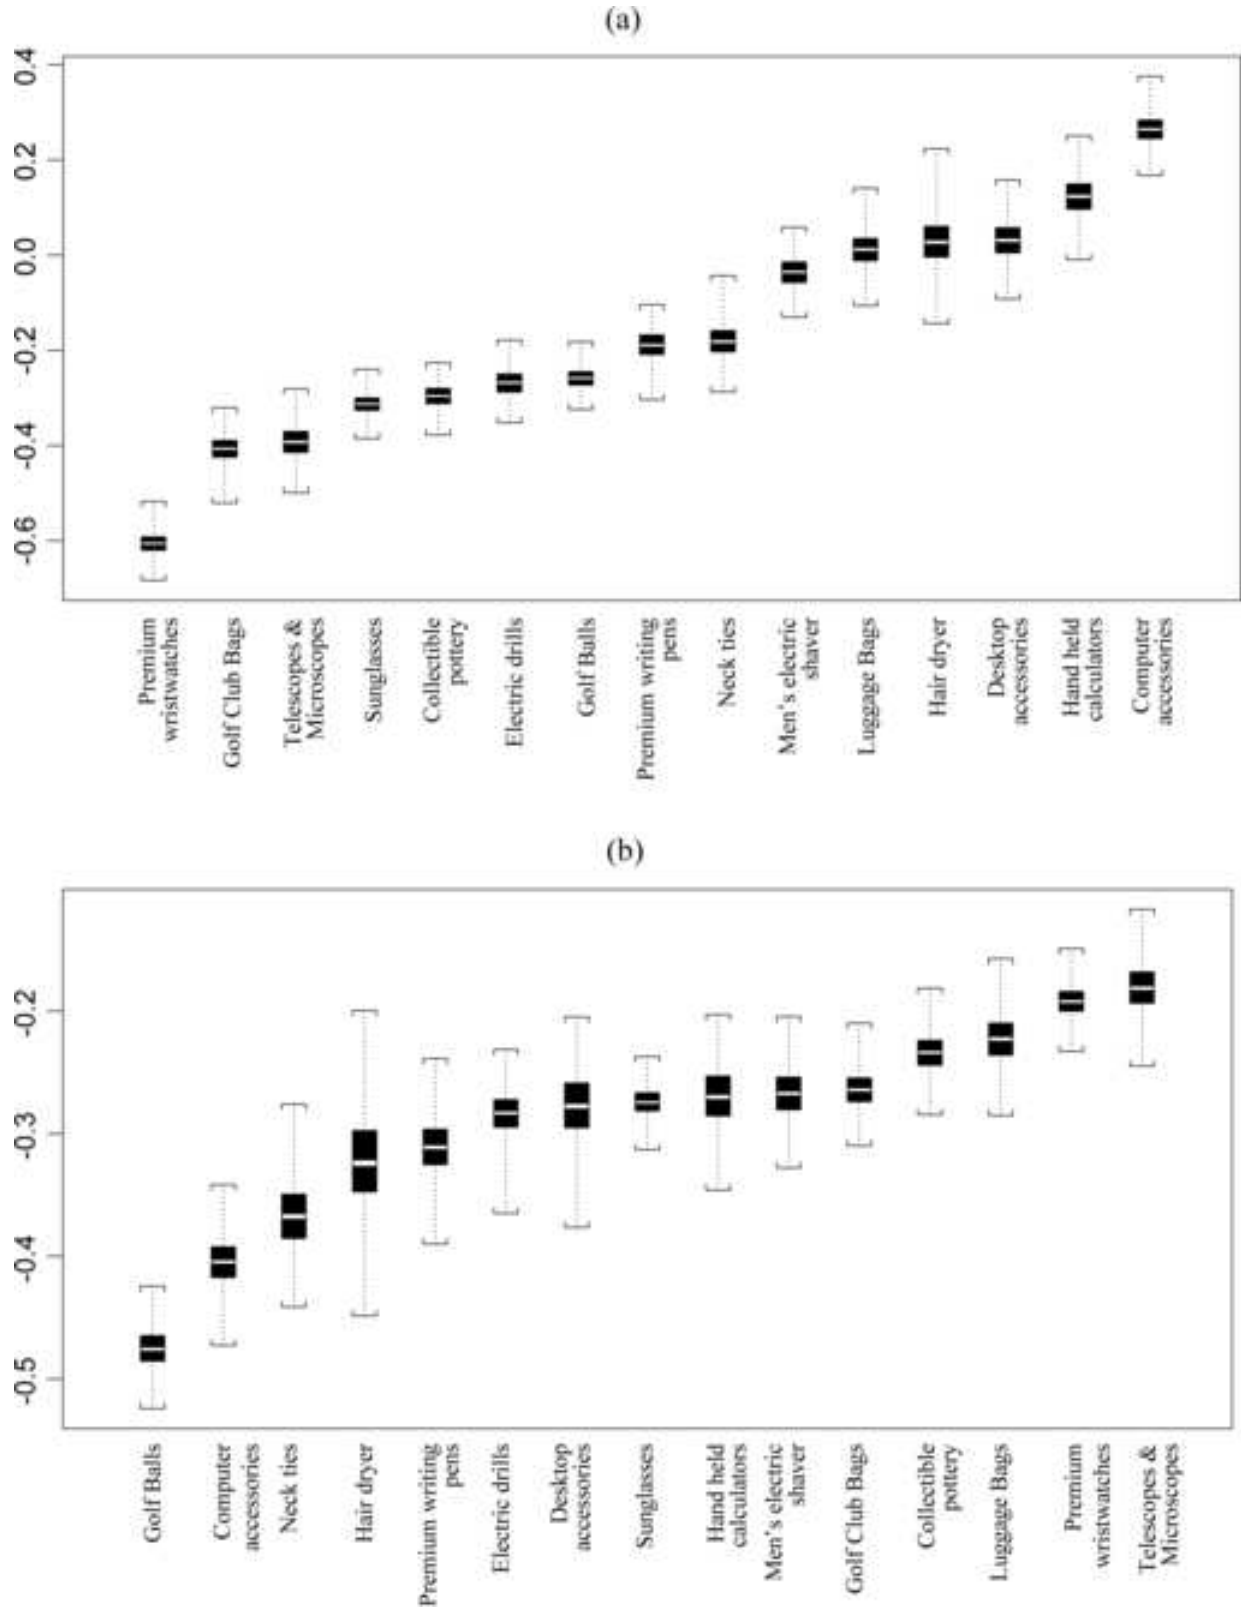 (a)
0.4
0.2
0.0
-0.2
-0.4
-0.6
Premium
wristwatches
Golf Club Bags
Telescopes &
Microscopes
Sunglasses
Collectible
pottery
Electric drills
Golf Balls
Premium writing
pens
Neck ties
Men's electric
shaver
Luggage Bags
Hair dryer
Desktop
accessories
Hand held
calculators
Computer
accessories
(b)
-0.2
-0.3
-0.4
-0.5
Golf Balls
Computer
accessories
Neck ties
Hair dryer
Premium writing
pens
Electric drills
Desktop
accessories
Sunglasses
Hand held
calculators
Men's electric
shaver
Golf Club Bags
Collectible
pottery
Luggage Bags
Premium
wristwatches
Telescopes &
Microscopes